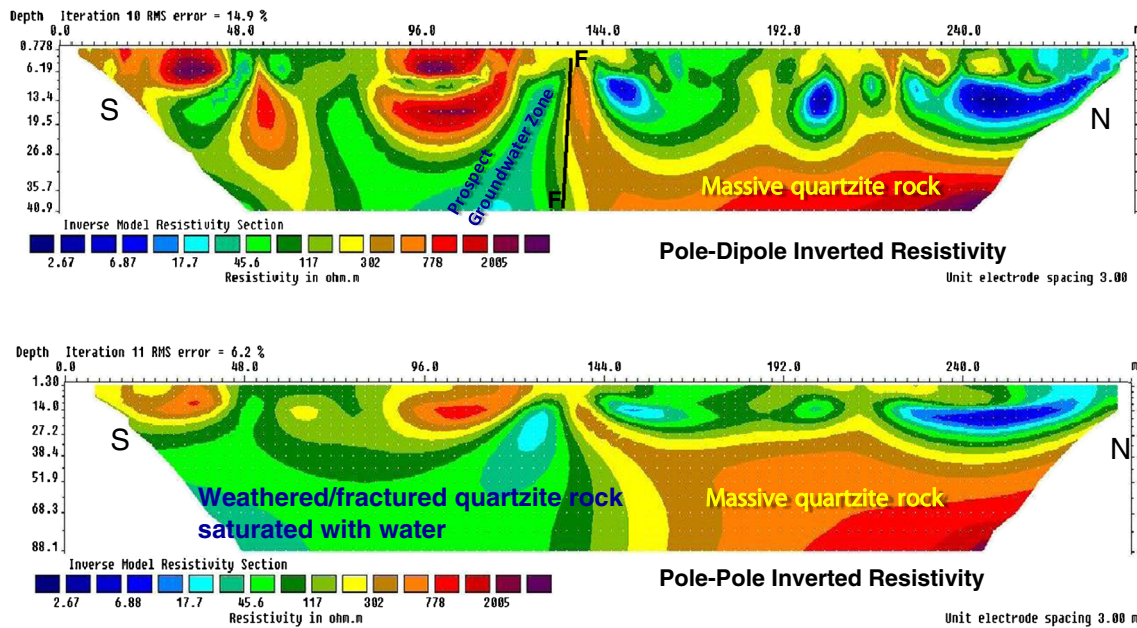 Depth Iteration 10 RMS error = 14.9 %
0.0 48.0 96.0 144.0 192.0 240.0 m
0.778
6.19
13.4
19.5
26.8
35.7
40.9
S
F
F
N
Prospect
Groundwater Zone
Massive quartzite rock
Inverse Model Resistivity Section
2.67 6.87 17.7 45.6 117 302 778 2005
Resistivity in ohm.m
Pole-Dipole Inverted Resistivity
Unit electrode spacing 3.00
Depth Iteration 11 RMS error = 6.2 %
0.0 48.0 96.0 144.0 192.0 240.0 m
1.30
14.0
27.2
38.4
51.9
68.3
88.1
S
N
Weathered/fractured quartzite rock
saturated with water
Massive quartzite rock
Inverse Model Resistivity Section
2.67 6.88 17.7 45.6 117 302 778 2005
Resistivity in ohm.m
Pole-Pole Inverted Resistivity
Unit electrode spacing 3.00 m